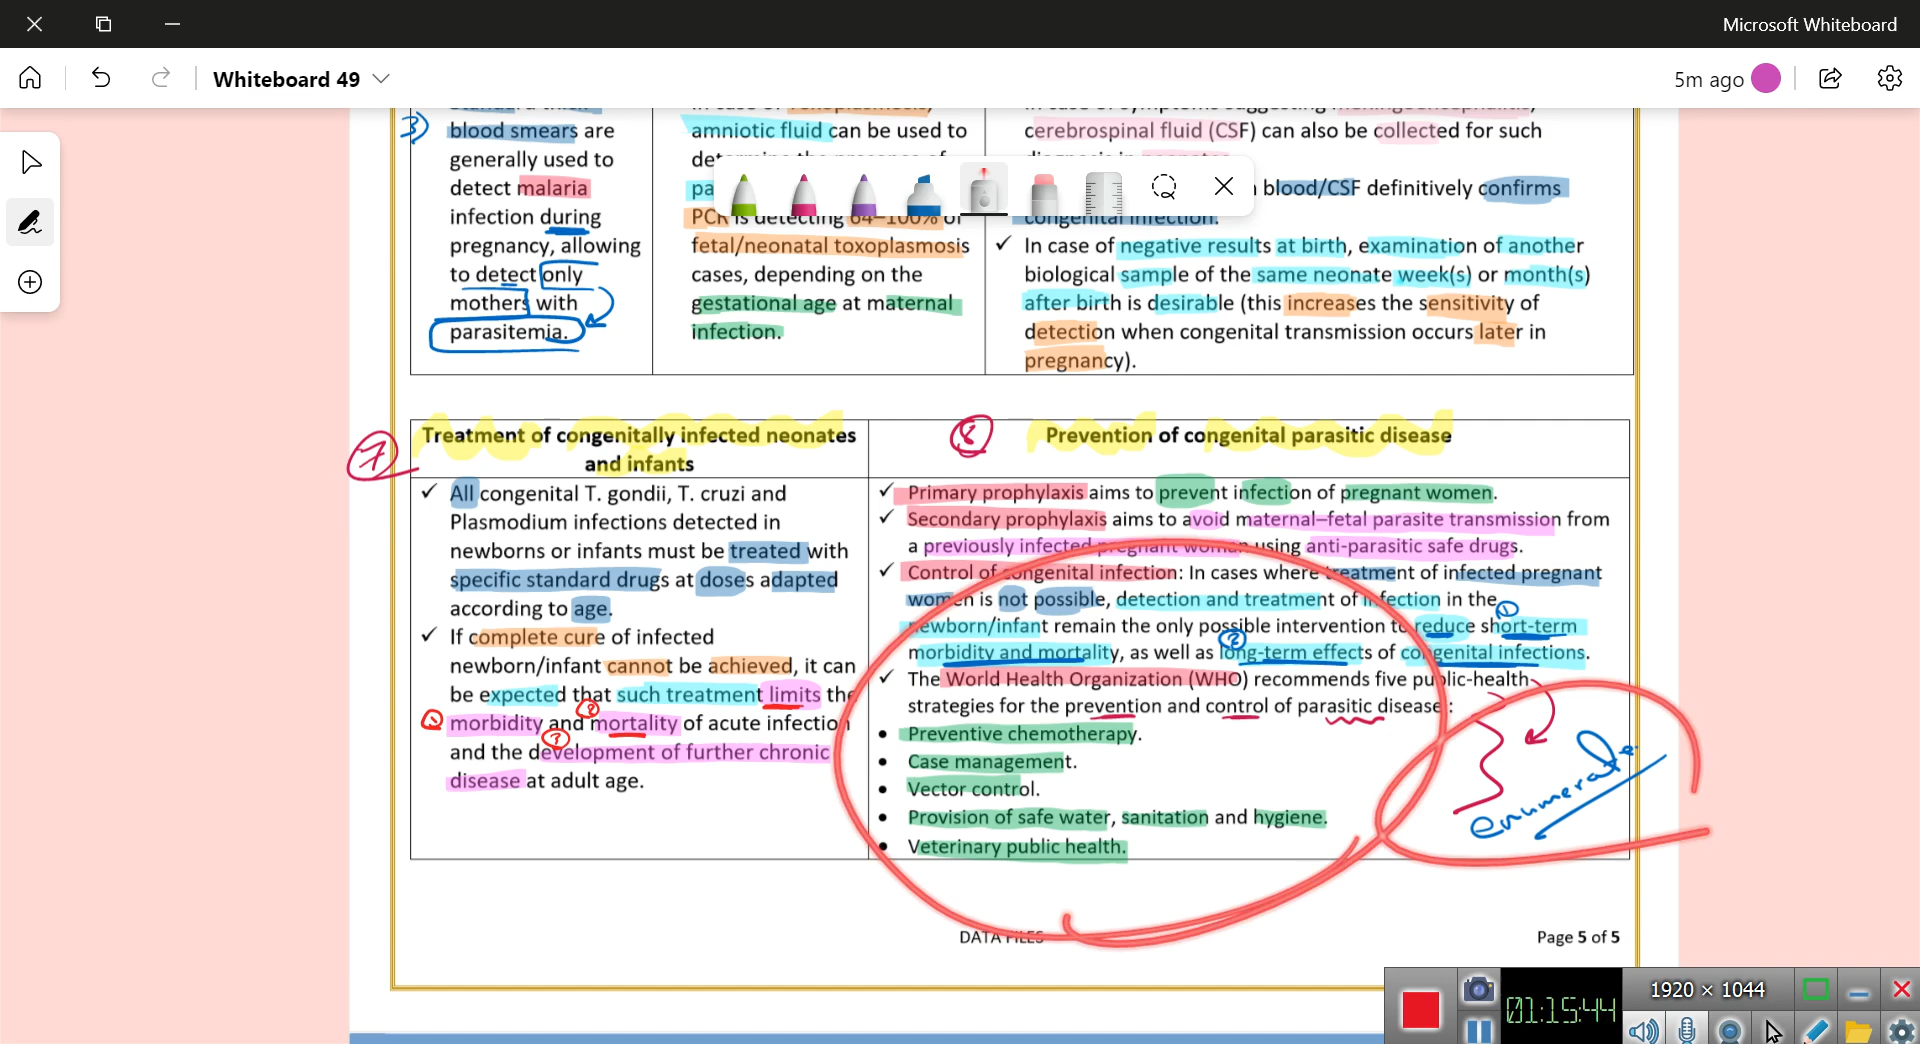 Microsoft Whiteboard
Whiteboard 49
5m ago
3
blood smears are
generally used to
detect malaria
infection during
pregnancy, allowing
to detect only
mothers with
parasitemia.
amniotic fluid can be used to
PCR is detecting 64–100% of
fetal/neonatal toxoplasmosis
cases, depending on the
gestational age at maternal
infection.
cerebrospinal fluid (CSF) can also be collected for such
blood/CSF definitively confirms
congenital infection.
✓ In case of negative results at birth, examination of another
biological sample of the same neonate week(s) or month(s)
after birth is desirable (this increases the sensitivity of
detection when congenital transmission occurs later in
pregnancy).
7
Treatment of congenitally infected neonates
and infants
✓ All congenital T. gondii, T. cruzi and
Plasmodium infections detected in
newborns or infants must be treated with
specific standard drugs at doses adapted
according to age.
✓ If complete cure of infected
newborn/infant cannot be achieved, it can
be expected that such treatment limits the
morbidity and mortality of acute infection
and the development of further chronic
disease at adult age.
8
Prevention of congenital parasitic disease
✓ Primary prophylaxis aims to prevent infection of pregnant women.
✓ Secondary prophylaxis aims to avoid maternal–fetal parasite transmission from
a previously infected pregnant woman using anti-parasitic safe drugs.
✓ Control of congenital infection: In cases where treatment of infected pregnant
women is not possible, detection and treatment of infection in the
newborn/infant remain the only possible intervention to reduce short-term
morbidity and mortality, as well as long-term effects of congenital infections.
✓ The World Health Organization (WHO) recommends five public-health
strategies for the prevention and control of parasitic disease:
• Preventive chemotherapy.
• Case management.
• Vector control.
• Provision of safe water, sanitation and hygiene.
• Veterinary public health.
enumerate
DATA FILES
Page 5 of 5
1920 × 1044
01:15:44